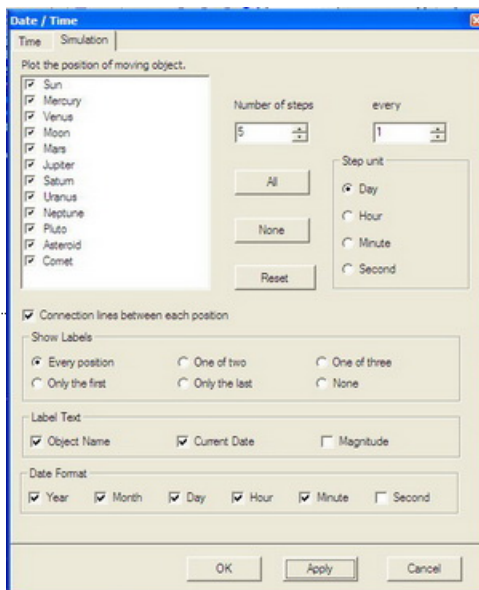 Date / Time
Time Simulation
Plot the position of moving object.
Sun
Mercury
Venus
Moon
Mars
Jupiter
Saturn
Uranus
Neptune
Pluto
Asteroid
Comet
Number of steps every
5 1
All
None
Reset
Step unit
Day
Hour
Minute
Second
Connection lines between each position
Show Labels
Every position One of two One of three
Only the first Only the last None
Label Text
Object Name Current Date Magnitude
Date Format
Year Month Day Hour Minute Second
OK Apply Cancel